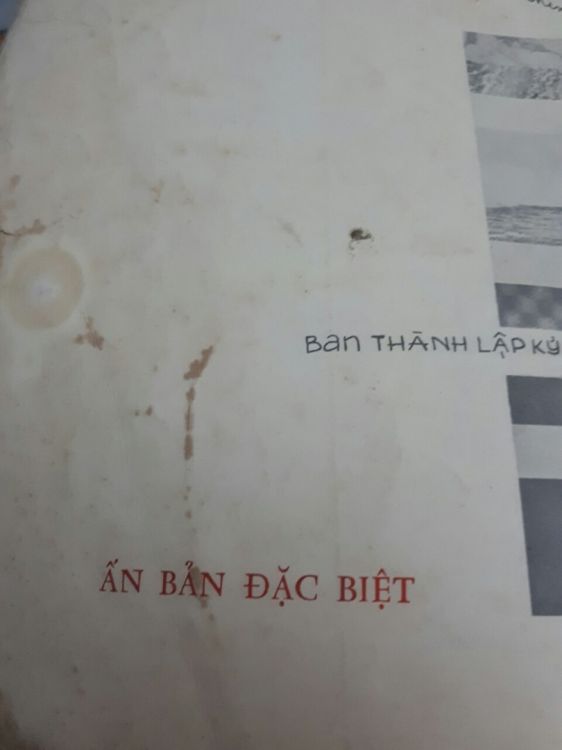 Ban THÀNH LẬP KỶ
ẤN BẢN ĐẶC BIỆT